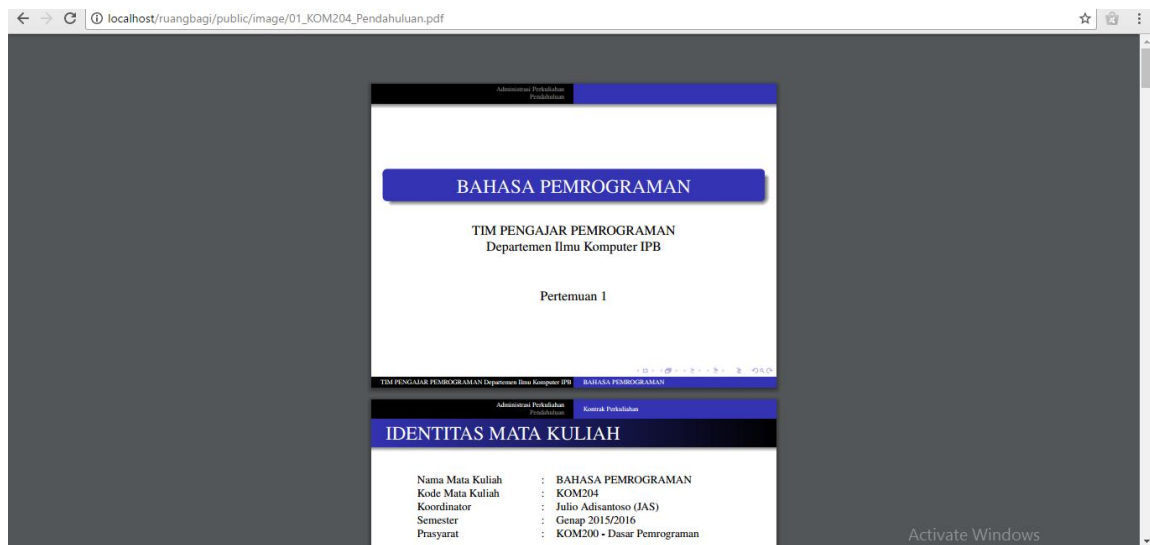 localhost/ruangbagi/public/image/01_KOM204_Pendahuluan.pdf
Administrasi Perkuliahan
Pendahuluan
BAHASA PEMROGRAMAN
TIM PENGAJAR PEMROGRAMAN
Departemen Ilmu Komputer IPB
Pertemuan 1
TIM PENGAJAR PEMROGRAMAN Departemen Ilmu Komputer IPB BAHASA PEMROGRAMAN
Administrasi Perkuliahan
Pendahuluan
Kontrak Perkuliahan
IDENTITAS MATA KULIAH
Nama Mata Kuliah : BAHASA PEMROGRAMAN
Kode Mata Kuliah : KOM204
Koordinator : Julio Adisantoso (JAS)
Semester : Genap 2015/2016
Prasyarat : KOM200 - Dasar Pemrograman
Activate Windows